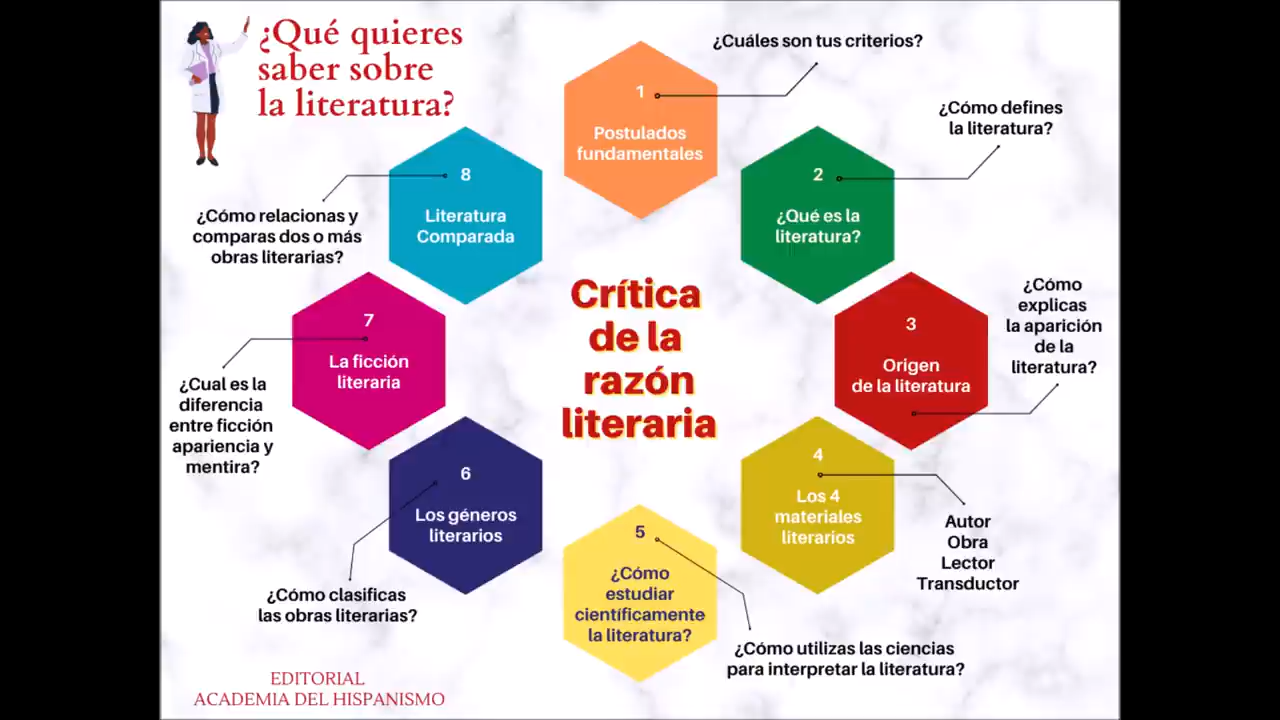 ¿Qué quieres
saber sobre
la literatura?
¿Cuáles son tus criterios?
1
Postulados
fundamentales
¿Cómo defines
la literatura?
2
¿Qué es la
literatura?
¿Cómo
explicas
la aparición
de la
literatura?
3
Origen
de la literatura
4
Los 4
materiales
literarios
Autor
Obra
Lector
Transductor
5
¿Cómo
estudiar
científicamente
la literatura?
¿Cómo utilizas las ciencias
para interpretar la literatura?
6
Los géneros
literarios
¿Cómo clasificas
las obras literarias?
7
La ficción
literaria
¿Cual es la
diferencia
entre ficción
apariencia y
mentira?
8
Literatura
Comparada
¿Cómo relacionas y
comparas dos o más
obras literarias?
Crítica
de la
razón
literaria
EDITORIAL
ACADEMIA DEL HISPANISMO